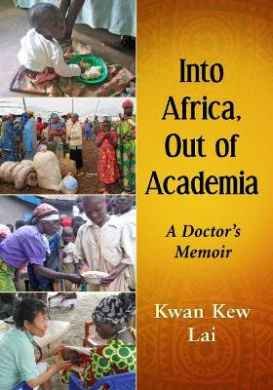 Into
Africa,
Out of
Academia
A Doctor's
Memoir
Kwan Kew
Lai